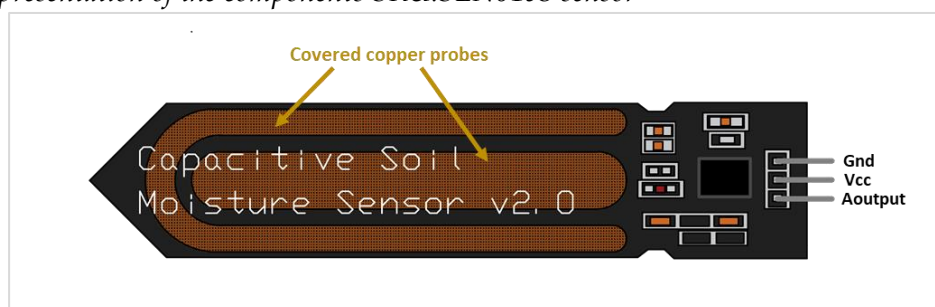 Covered copper probes
Capacitive Soil
Moisture Sensor v2.0
Gnd
Vcc
Aoutput